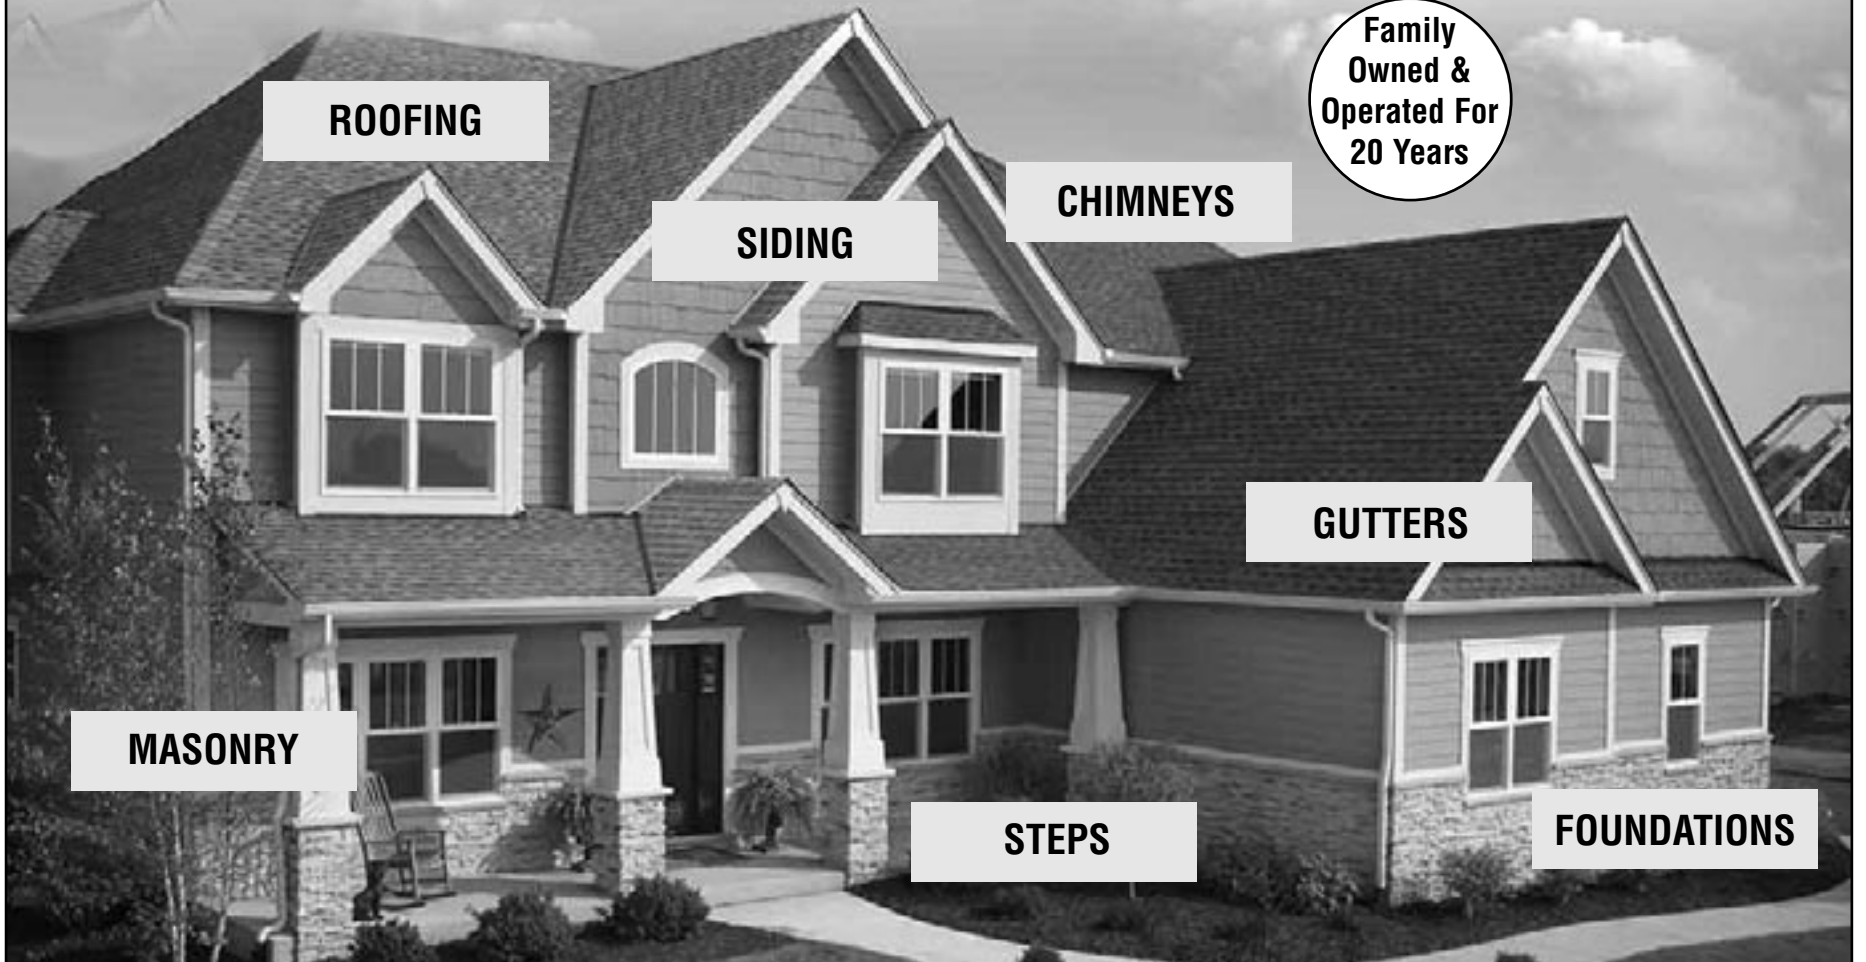 Family
Owned &
Operated For
20 Years
ROOFING
CHIMNEYS
SIDING
GUTTERS
MASONRY
STEPS
FOUNDATIONS